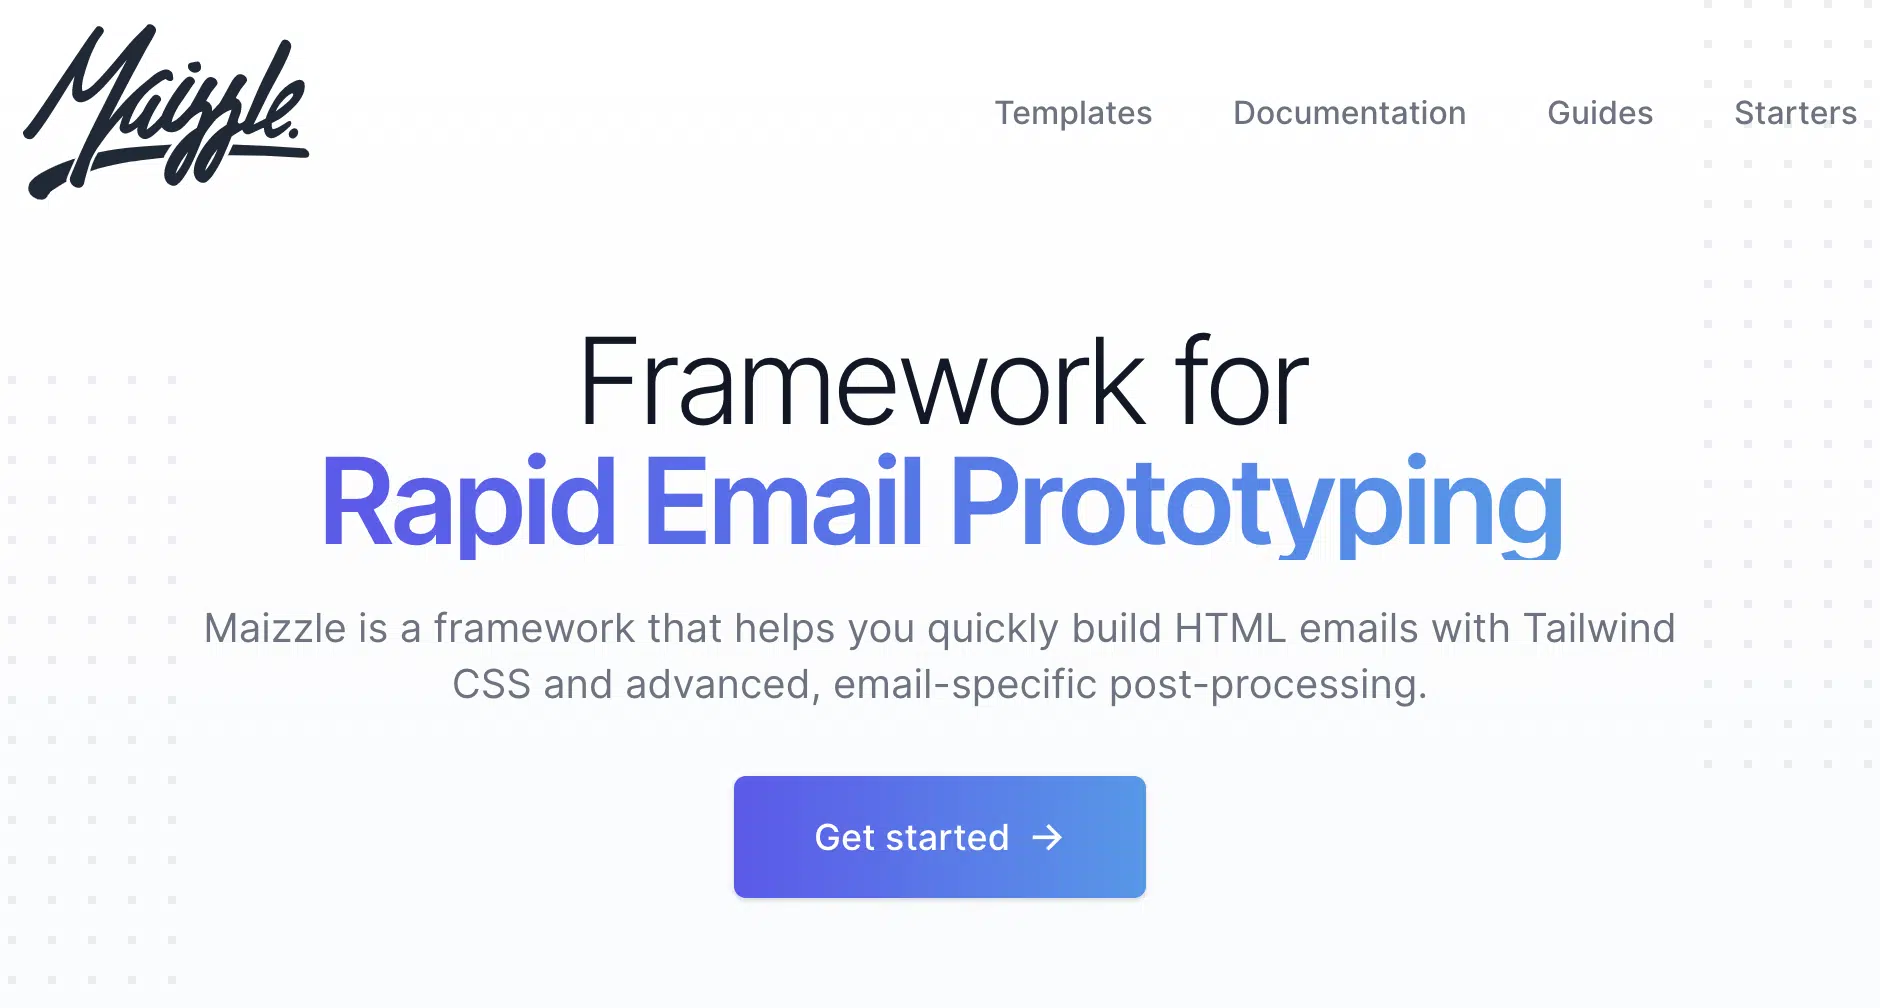 Maizzle.
Templates Documentation Guides Starters
Framework for
Rapid Email Prototyping
Maizzle is a framework that helps you quickly build HTML emails with Tailwind
CSS and advanced, email-specific post-processing.
Get started →